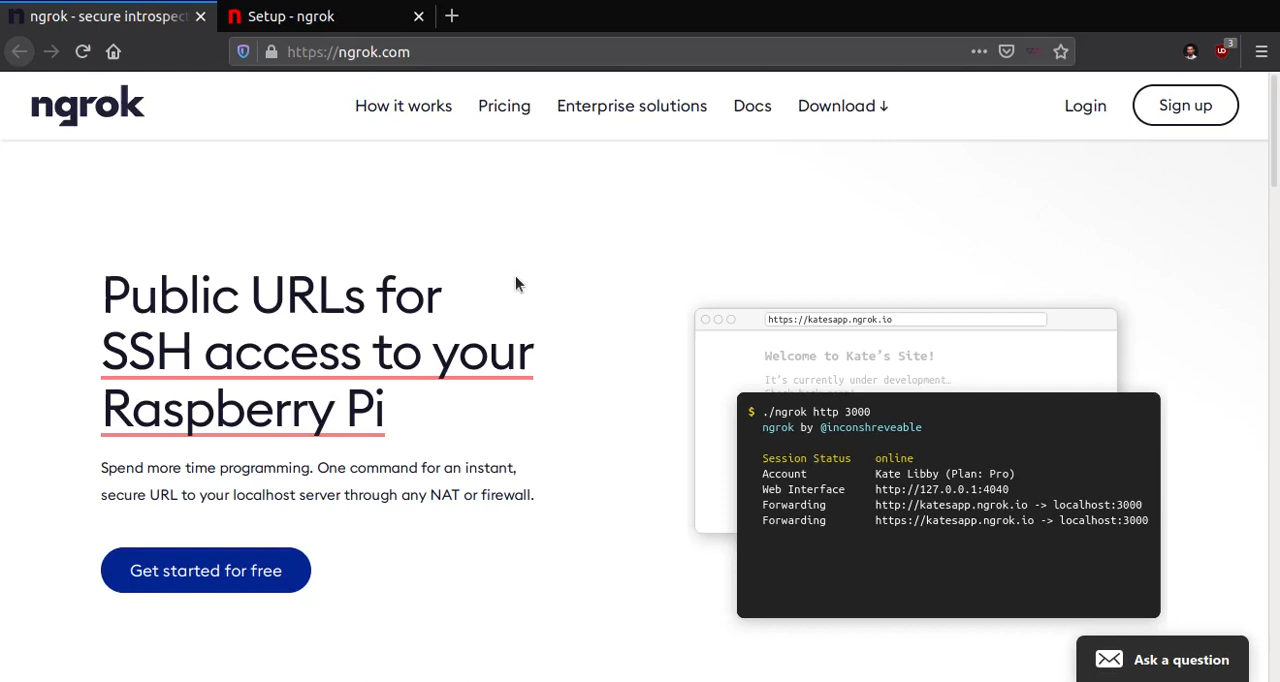 ngrok - secure introspect
Setup - ngrok
https://ngrok.com
3
ngrok
How it works
Pricing
Enterprise solutions
Docs
Download ↓
Login
Sign up
Public URLs for
SSH access to your
Raspberry Pi
Spend more time programming. One command for an instant,
secure URL to your localhost server through any NAT or firewall.
Get started for free
https://katesapp.ngrok.io
Welcome to Kate's Site!
It's currently under development…
$ ./ngrok http 3000
ngrok by @inconshreveable
Session Status online
Account Kate Libby (Plan: Pro)
Web Interface http://127.0.0.1:4040
Forwarding http://katesapp.ngrok.io -> localhost:3000
Forwarding https://katesapp.ngrok.io -> localhost:3000
Ask a question